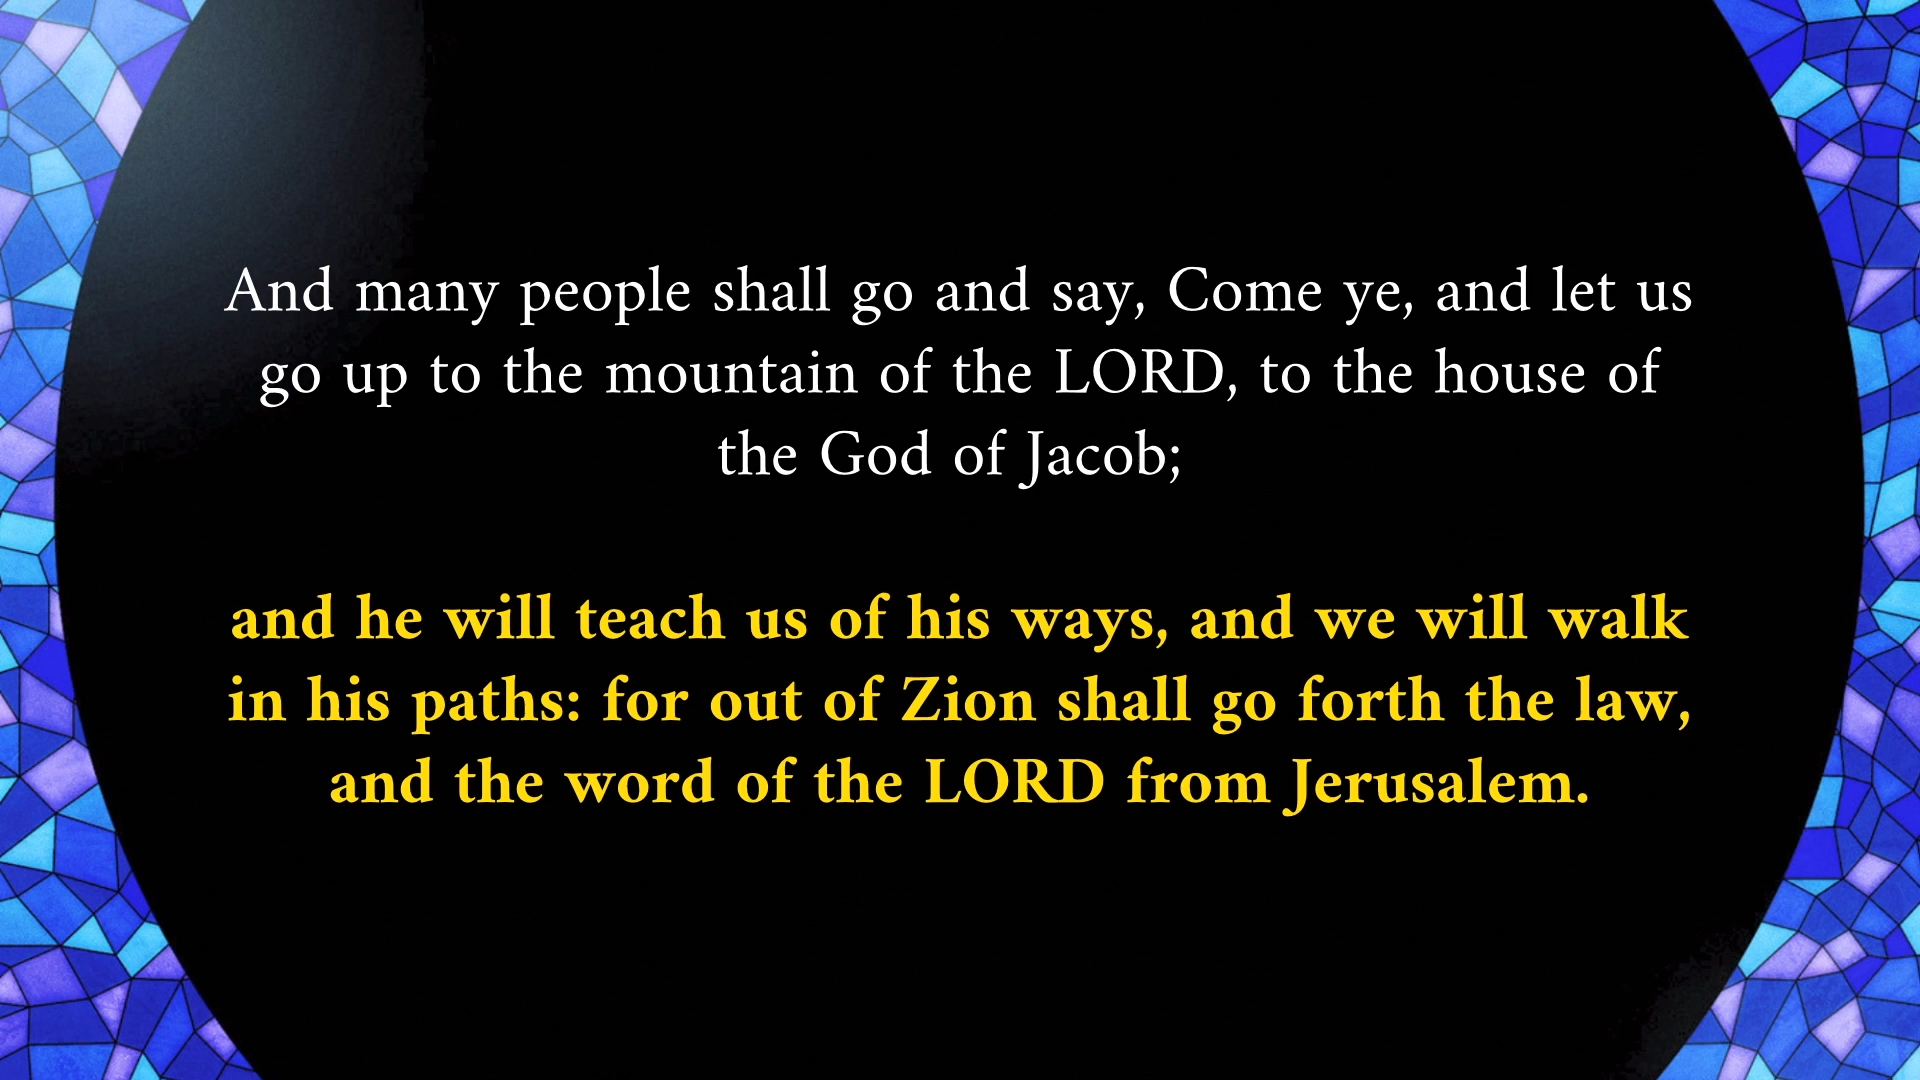 And many people shall go and say, Come ye, and let us
go up to the mountain of the LORD, to the house of
the God of Jacob;
and he will teach us of his ways, and we will walk
in his paths: for out of Zion shall go forth the law,
and the word of the LORD from Jerusalem.